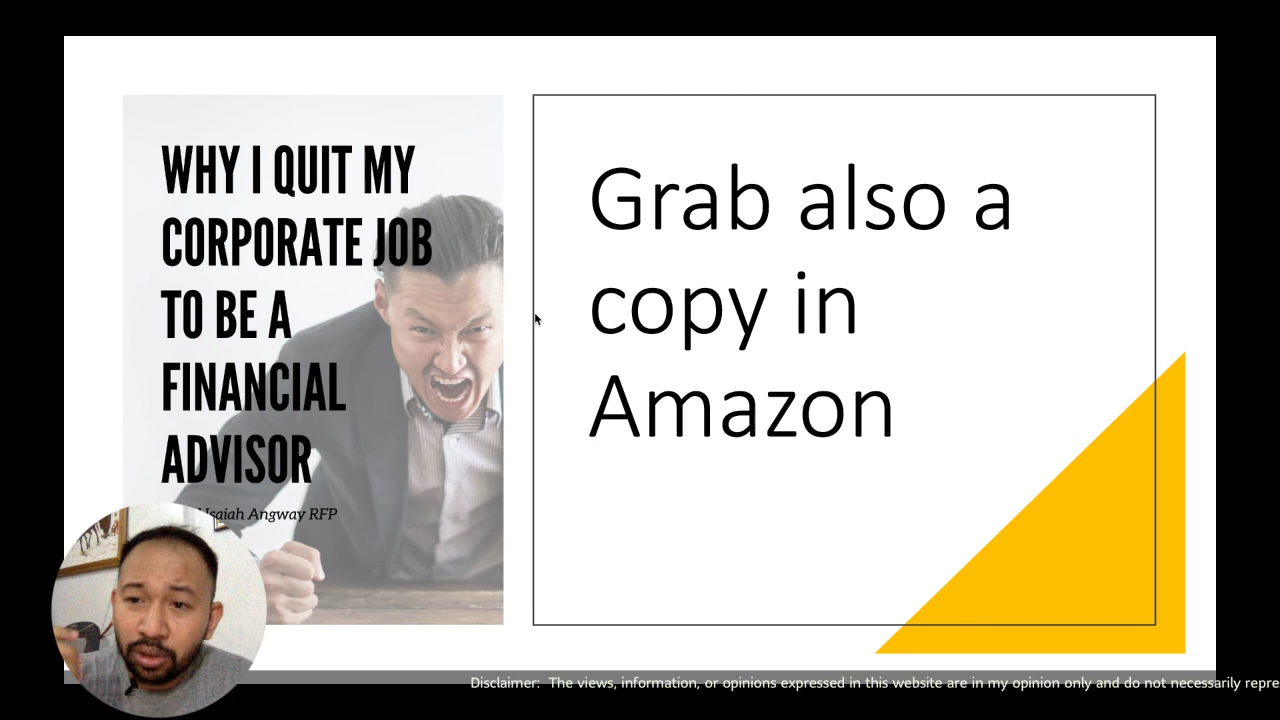 WHY I QUIT MY
CORPORATE JOB
TO BE A
FINANCIAL
ADVISOR
Isaiah Angway RFP
Grab also a
copy in
Amazon
Disclaimer: The views, information, or opinions expressed in this website are in my opinion only and do not necessarily repre